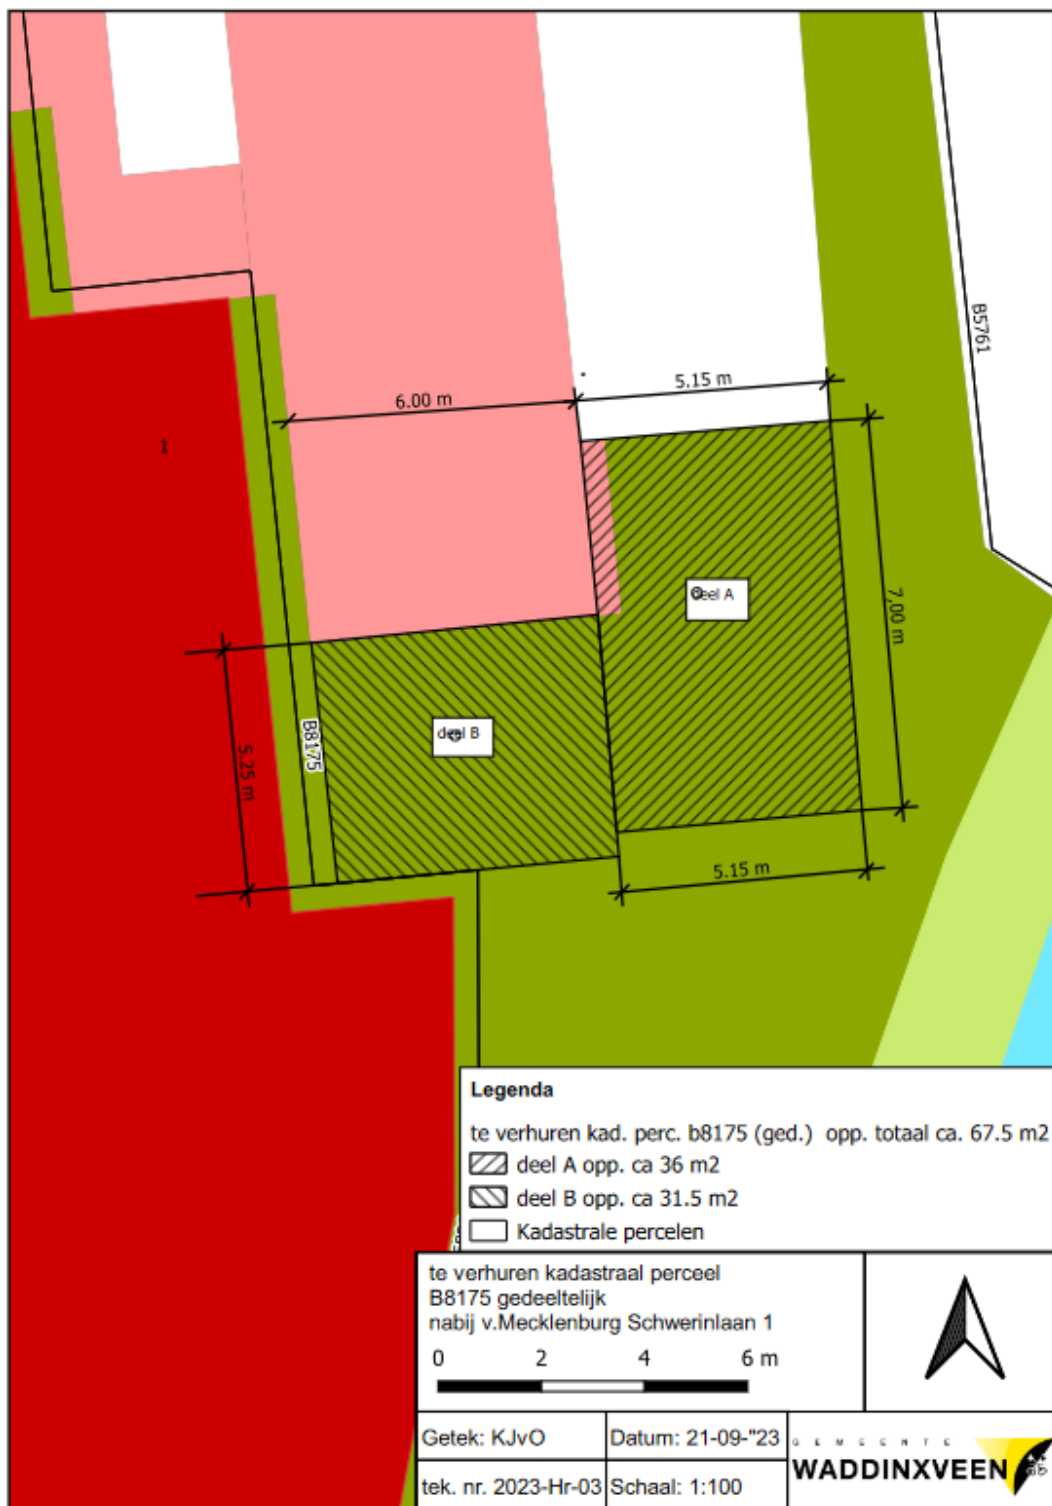 B5761
5.15 m
6.00 m
1
deel A
7.00 m
deel B
B8175
5.25 m
5.15 m
Legenda
te verhuren kad. perc. b8175 (ged.) opp. totaal ca. 67.5 m2
deel A opp. ca 36 m2
deel B opp. ca 31.5 m2
Kadastrale percelen
te verhuren kadastraal perceel
B8175 gedeeltelijk
nabij v.Mecklenburg Schwerinlaan 1
0 2 4 6 m
Getek: KJvO
Datum: 21-09-"23
tek. nr. 2023-Hr-03
Schaal: 1:100
GEMEENTE
WADDINXVEEN